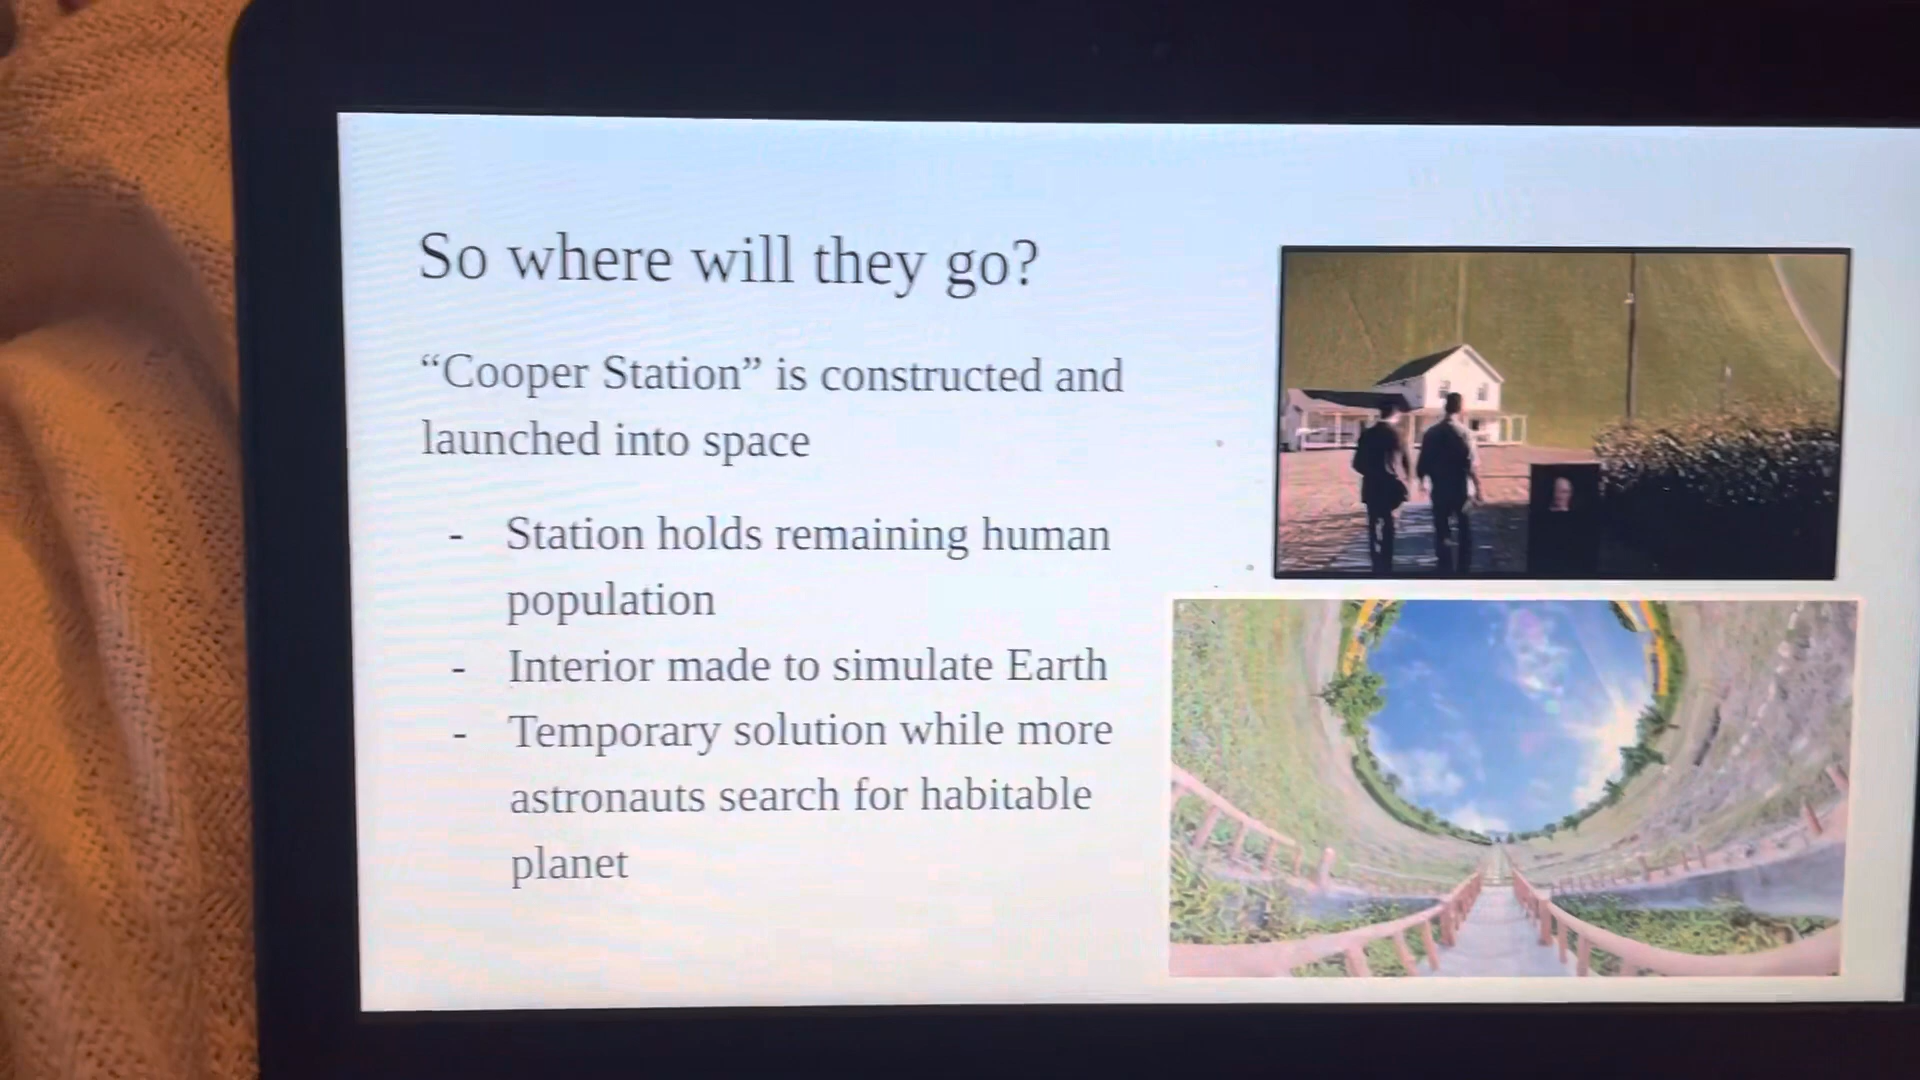 So where will they go?
“Cooper Station” is constructed and
launched into space
- Station holds remaining human
population
- Interior made to simulate Earth
- Temporary solution while more
astronauts search for habitable
planet